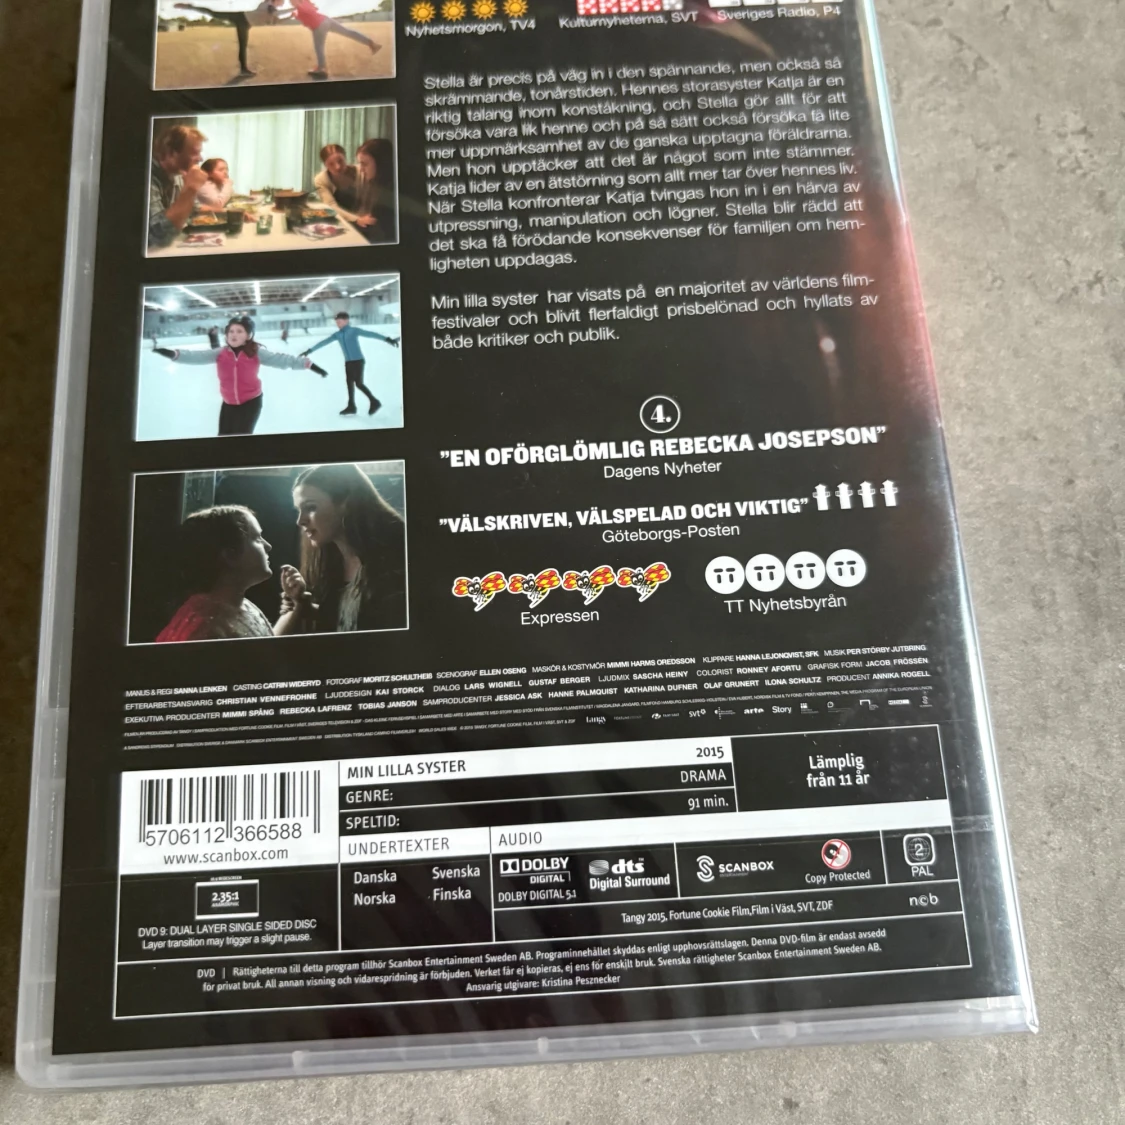 Nyhetsmorgon, TV4
Kulturnyheterna, SVT
Sveriges Radio, P4
Stella är precis på väg in i den spännande, men också så
skrämmande, tonårstiden. Hennes storasyster Katja är en
riktig talang inom konståkning, och Stella gör allt för att
försöka vara lik henne och på så sätt också försöka få lite
mer uppmärksamhet av de ganska upptagna föräldrarna.
Men hon upptäcker att det är något som inte stämmer.
Katja lider av en ätstörning som allt mer tar över hennes liv.
När Stella konfronterar Katja tvingas hon in i en härva av
utpressning, manipulation och lögner. Stella blir rädd att
det ska få förödande konsekvenser för familjen om hem-
ligheten uppdagas.
Min lilla syster har visats på en majoritet av världens film-
festivaler och blivit flerfaldigt prisbelönad och hyllats av
både kritiker och publik.
4.
"EN OFÖRGLÖMLIG REBECKA JOSEPSON"
Dagens Nyheter
"VÄLSKRIVEN, VÄLSPELAD OCH VIKTIG"
Göteborgs-Posten
Expressen
TT TT TT TT
TT Nyhetsbyrån
MANUS & REGI SANNA LENKEN CASTING CATRIN WIDERYD FOTOGRAF MORITZ SCHULTHEIß SCENOGRAF ELLEN OSENG MASKÖR & KOSTYMÖR MIMMI HARMS OREDSSON KLIPPARE HANNA LEJONQVIST, SFK MUSIK PER STÖRBY JUTBRING
EFTERARBETSANSVARIG CHRISTIAN VENNEFROHNE LJUDDESIGN KAI STORCK DIALOG LARS WIGNELL GUSTAF BERGER LJUDMIX SASCHA HEINY COLORIST RONNEY AFORTU GRAFISK FORM JACOB FRÖSSÉN
EXEKUTIVA PRODUCENTER MIMMI SPÅNG REBECKA LAFRENZ TOBIAS JANSON SAMPRODUCENTER JESSICA ASK HANNE PALMQUIST KATHARINA DUFNER OLAF GRUNERT ILONA SCHULTZ PRODUCENT ANNIKA ROGELL
tangy svt arte Story
5706112 366588
www.scanbox.com
MIN LILLA SYSTER 2015
GENRE: DRAMA
SPELTID: 91 min.
Lämplig
från 11 år
UNDERTEXTER
Danska Svenska
Norska Finska
AUDIO
DOLBY
DIGITAL
DOLBY DIGITAL 5.1
dts
Digital Surround
SCANBOX
Copy Protected
2
PAL
2.35:1
DVD 9: DUAL LAYER SINGLE SIDED DISC
Layer transition may trigger a slight pause.
Tangy 2015, Fortune Cookie Film,Film i Väst, SVT, ZDF
ncb
DVD | Rättigheterna till detta program tillhör Scanbox Entertainment Sweden AB. Programinnehållet skyddas enligt upphovsrättslagen. Denna DVD-film är endast avsedd
för privat bruk. All annan visning och vidarespridning är förbjuden. Verket får ej kopieras, ej ens för enskilt bruk. Svenska rättigheter Scanbox Entertainment Sweden AB.
Ansvarig utgivare: Kristina Pesznecker